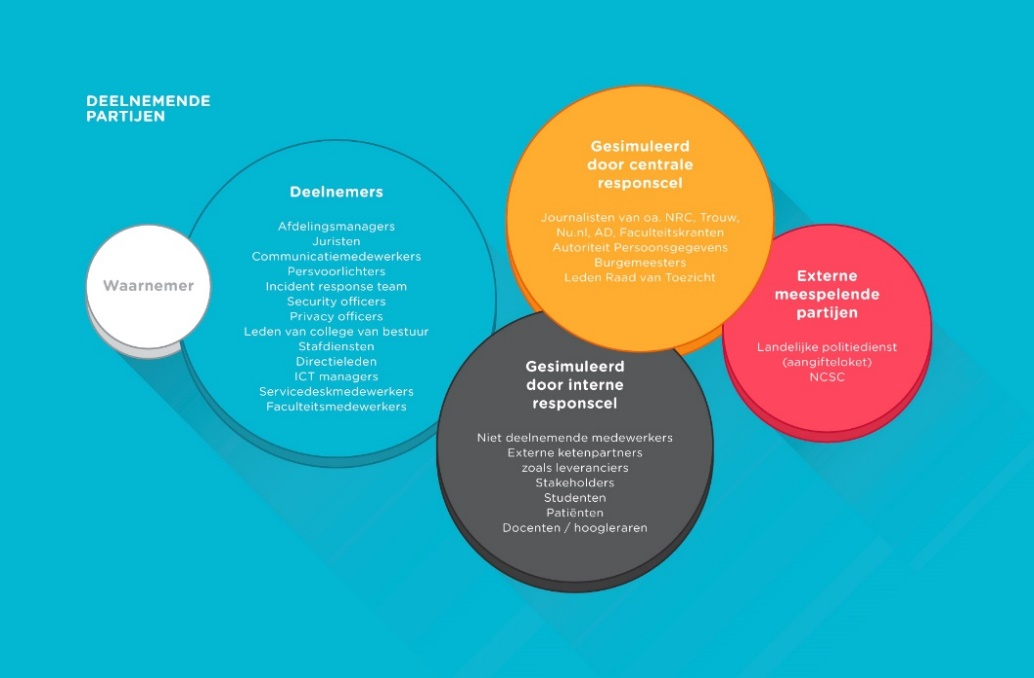 DEELNEMENDE
PARTIJEN
Waarnemer
Deelnemers
Afdelingsmanagers
Juristen
Communicatiemedewerkers
Persvoorlichters
Incident response team
Security officers
Privacy officers
Leden van college van bestuur
Stafdiensten
Directieleden
ICT managers
Servicedeskmedewerkers
Faculteitsmedewerkers
Gesimuleerd
door centrale
responscel
Journalisten van oa. NRC, Trouw,
Nu.nl, AD, Faculteitskranten
Autoriteit Persoonsgegevens
Burgemeesters
Leden Raad van Toezicht
Gesimuleerd
door interne
responscel
Niet deelnemende medewerkers
Externe ketenpartners
zoals leveranciers
Stakeholders
Studenten
Patiënten
Docenten / hoogleraren
Externe
meespelende
partijen
Landelijke politiedienst
(aangifteloket)
NCSC